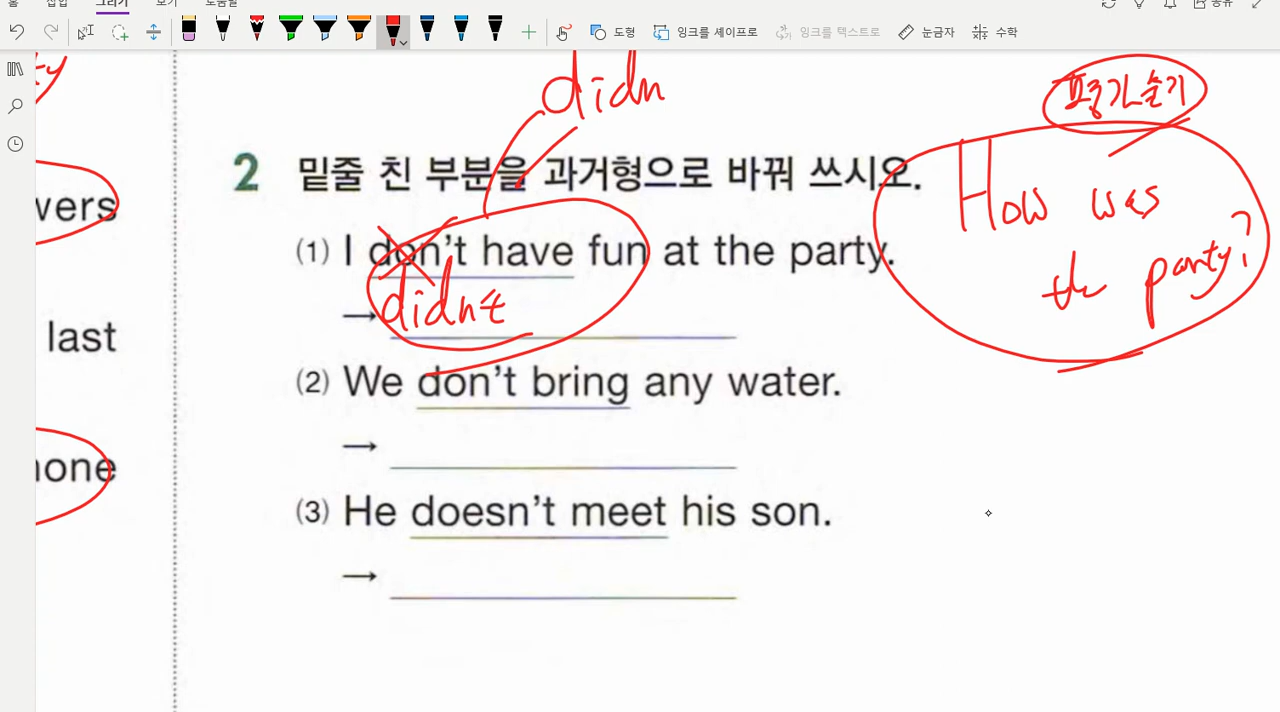 홈 삽입 그리기 보기 도움말 공유
도형 잉크를 셰이프로 잉크를 텍스트로 눈금자 수학
didn
평가슬기
2 밑줄 친 부분을 과거형으로 바꿔 쓰시오.
How was
the party?
vers
(1) I don't have fun at the party.
→ didn't
last
(2) We don't bring any water.
→
none
(3) He doesn't meet his son.
→